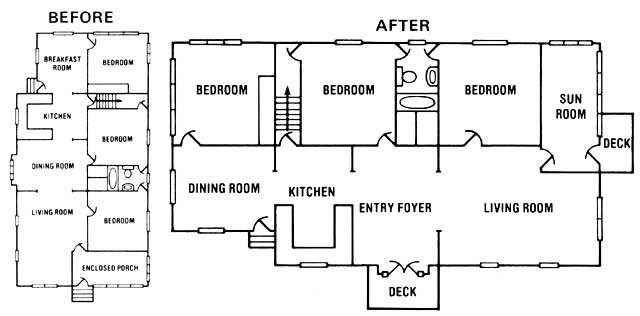 BEFORE
BREAKFAST
ROOM
BEDROOM
KITCHEN
BEDROOM
DINING ROOM
LIVING ROOM
BEDROOM
ENCLOSED PORCH
AFTER
BEDROOM
BEDROOM
BEDROOM
SUN
ROOM
DECK
DINING ROOM
KITCHEN
ENTRY FOYER
LIVING ROOM
DECK